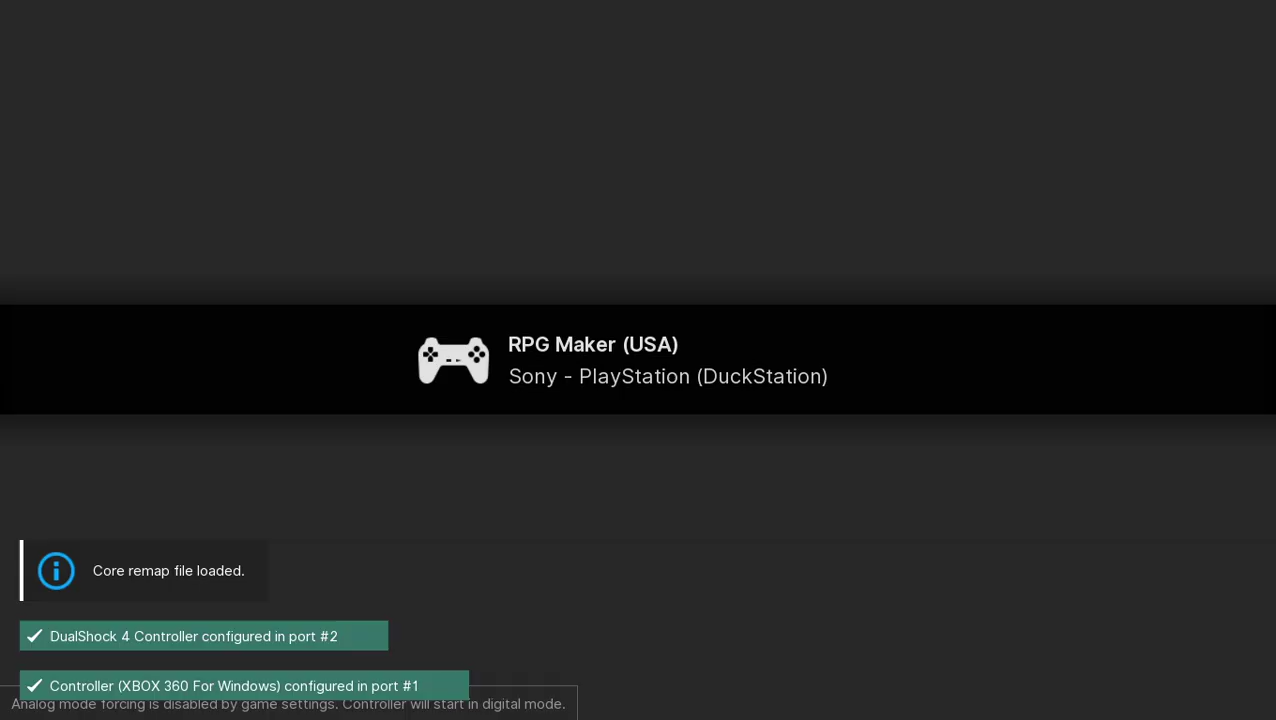 RPG Maker (USA)
Sony - PlayStation (DuckStation)
Core remap file loaded.
DualShock 4 Controller configured in port #2
Controller (XBOX 360 For Windows) configured in port #1
Analog mode forcing is disabled by game settings. Controller will start in digital mode.